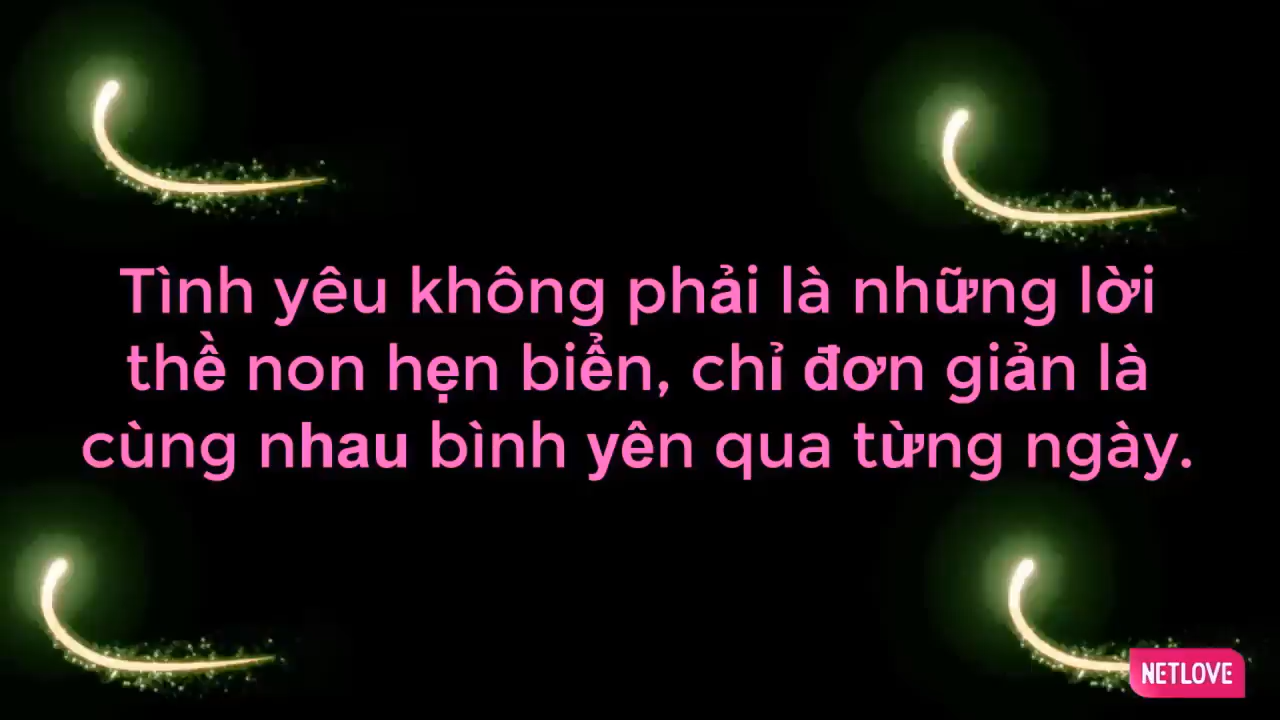 Tình yêu không phải là những lời
thề non hẹn biển, chỉ đơn giản là
cùng nhau bình yên qua từng ngày.
NETLOVE